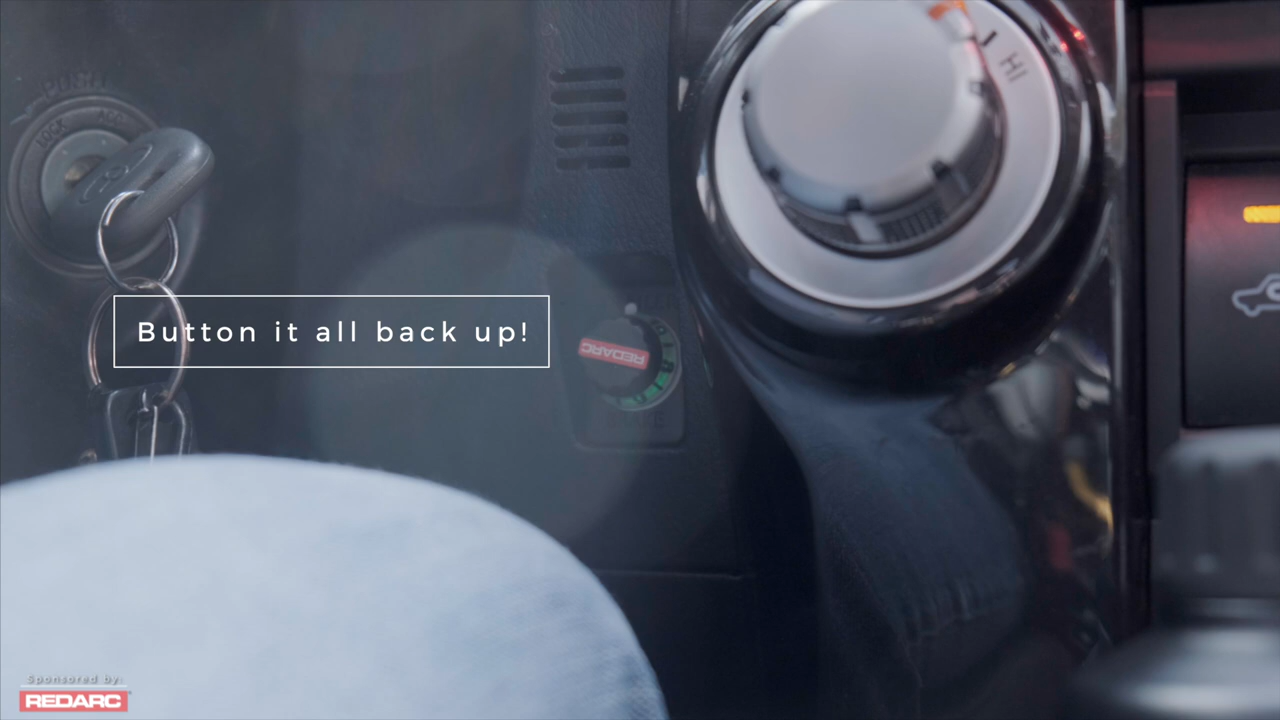 PUSH
LOCK
ACC
HI
Button it all back up!
REDARC
Sponsored by:
REDARC